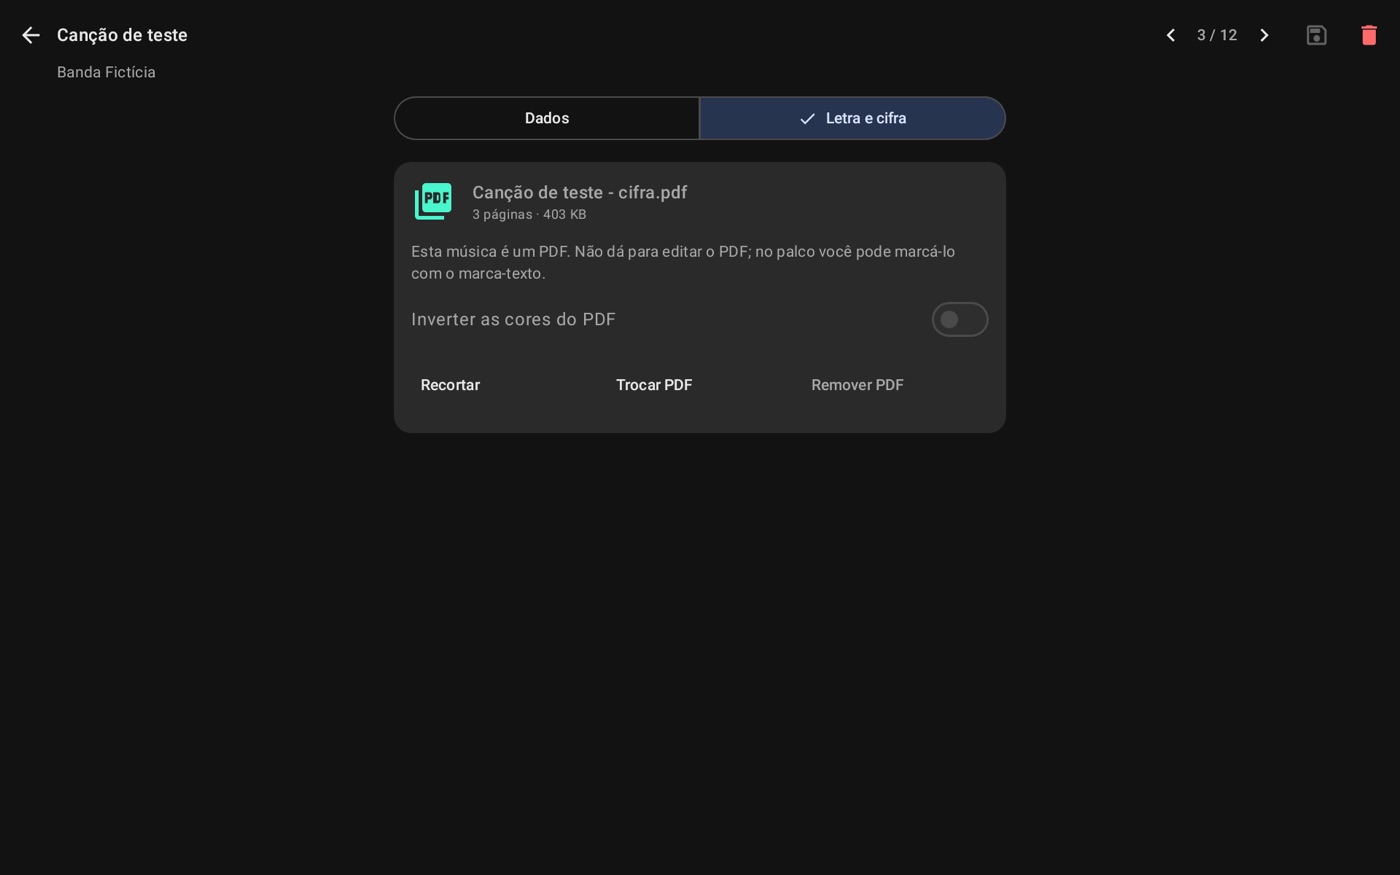 Canção de teste
3 / 12
Banda Fictícia
Dados
Letra e cifra
PDF
Canção de teste - cifra.pdf
3 páginas · 403 KB
Esta música é um PDF. Não dá para editar o PDF; no palco você pode marcá-lo
com o marca-texto.
Inverter as cores do PDF
Recortar
Trocar PDF
Remover PDF